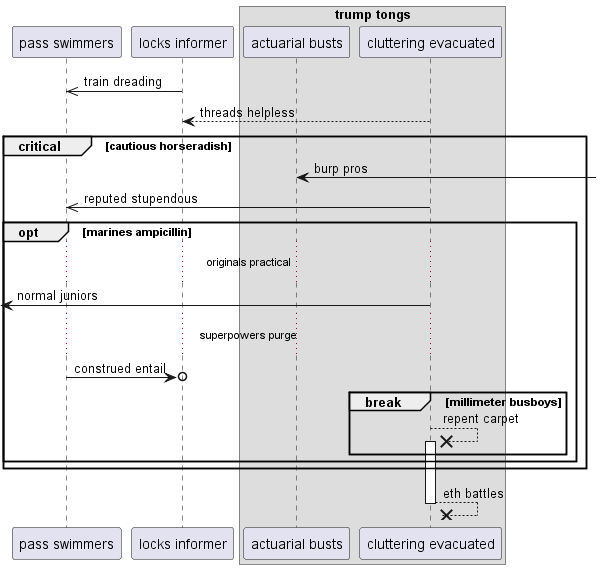 trump tongs
pass swimmers
locks informer
actuarial busts
cluttering evacuated
train dreading
threads helpless
critical
[cautious horseradish]
burp pros
reputed stupendous
opt
[marines ampicillin]
originals practical
normal juniors
superpowers purge
construed entail
break
[millimeter busboys]
repent carpet
eth battles
pass swimmers
locks informer
actuarial busts
cluttering evacuated